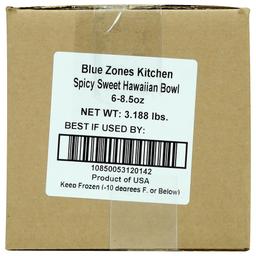 Blue Zones Kitchen
Spicy Sweet Hawaiian Bowl
6-8.5oz
NET WT: 3.188 lbs.
BEST IF USED BY:
10850053120142
Product of USA
Keep Frozen (-10 degrees F. or Below)